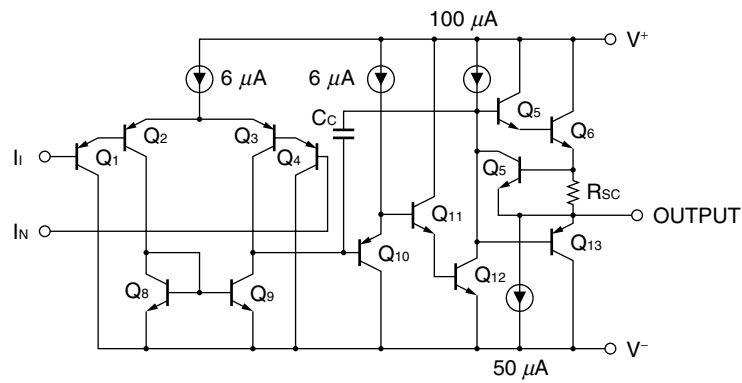 100 μA
V+
6 μA
6 μA
CC
Q5
Q6
Q2
Q3
II
Q1
Q4
Q5
RSC
Q11
OUTPUT
IN
Q10
Q13
Q12
Q8
Q9
V−
50 μA